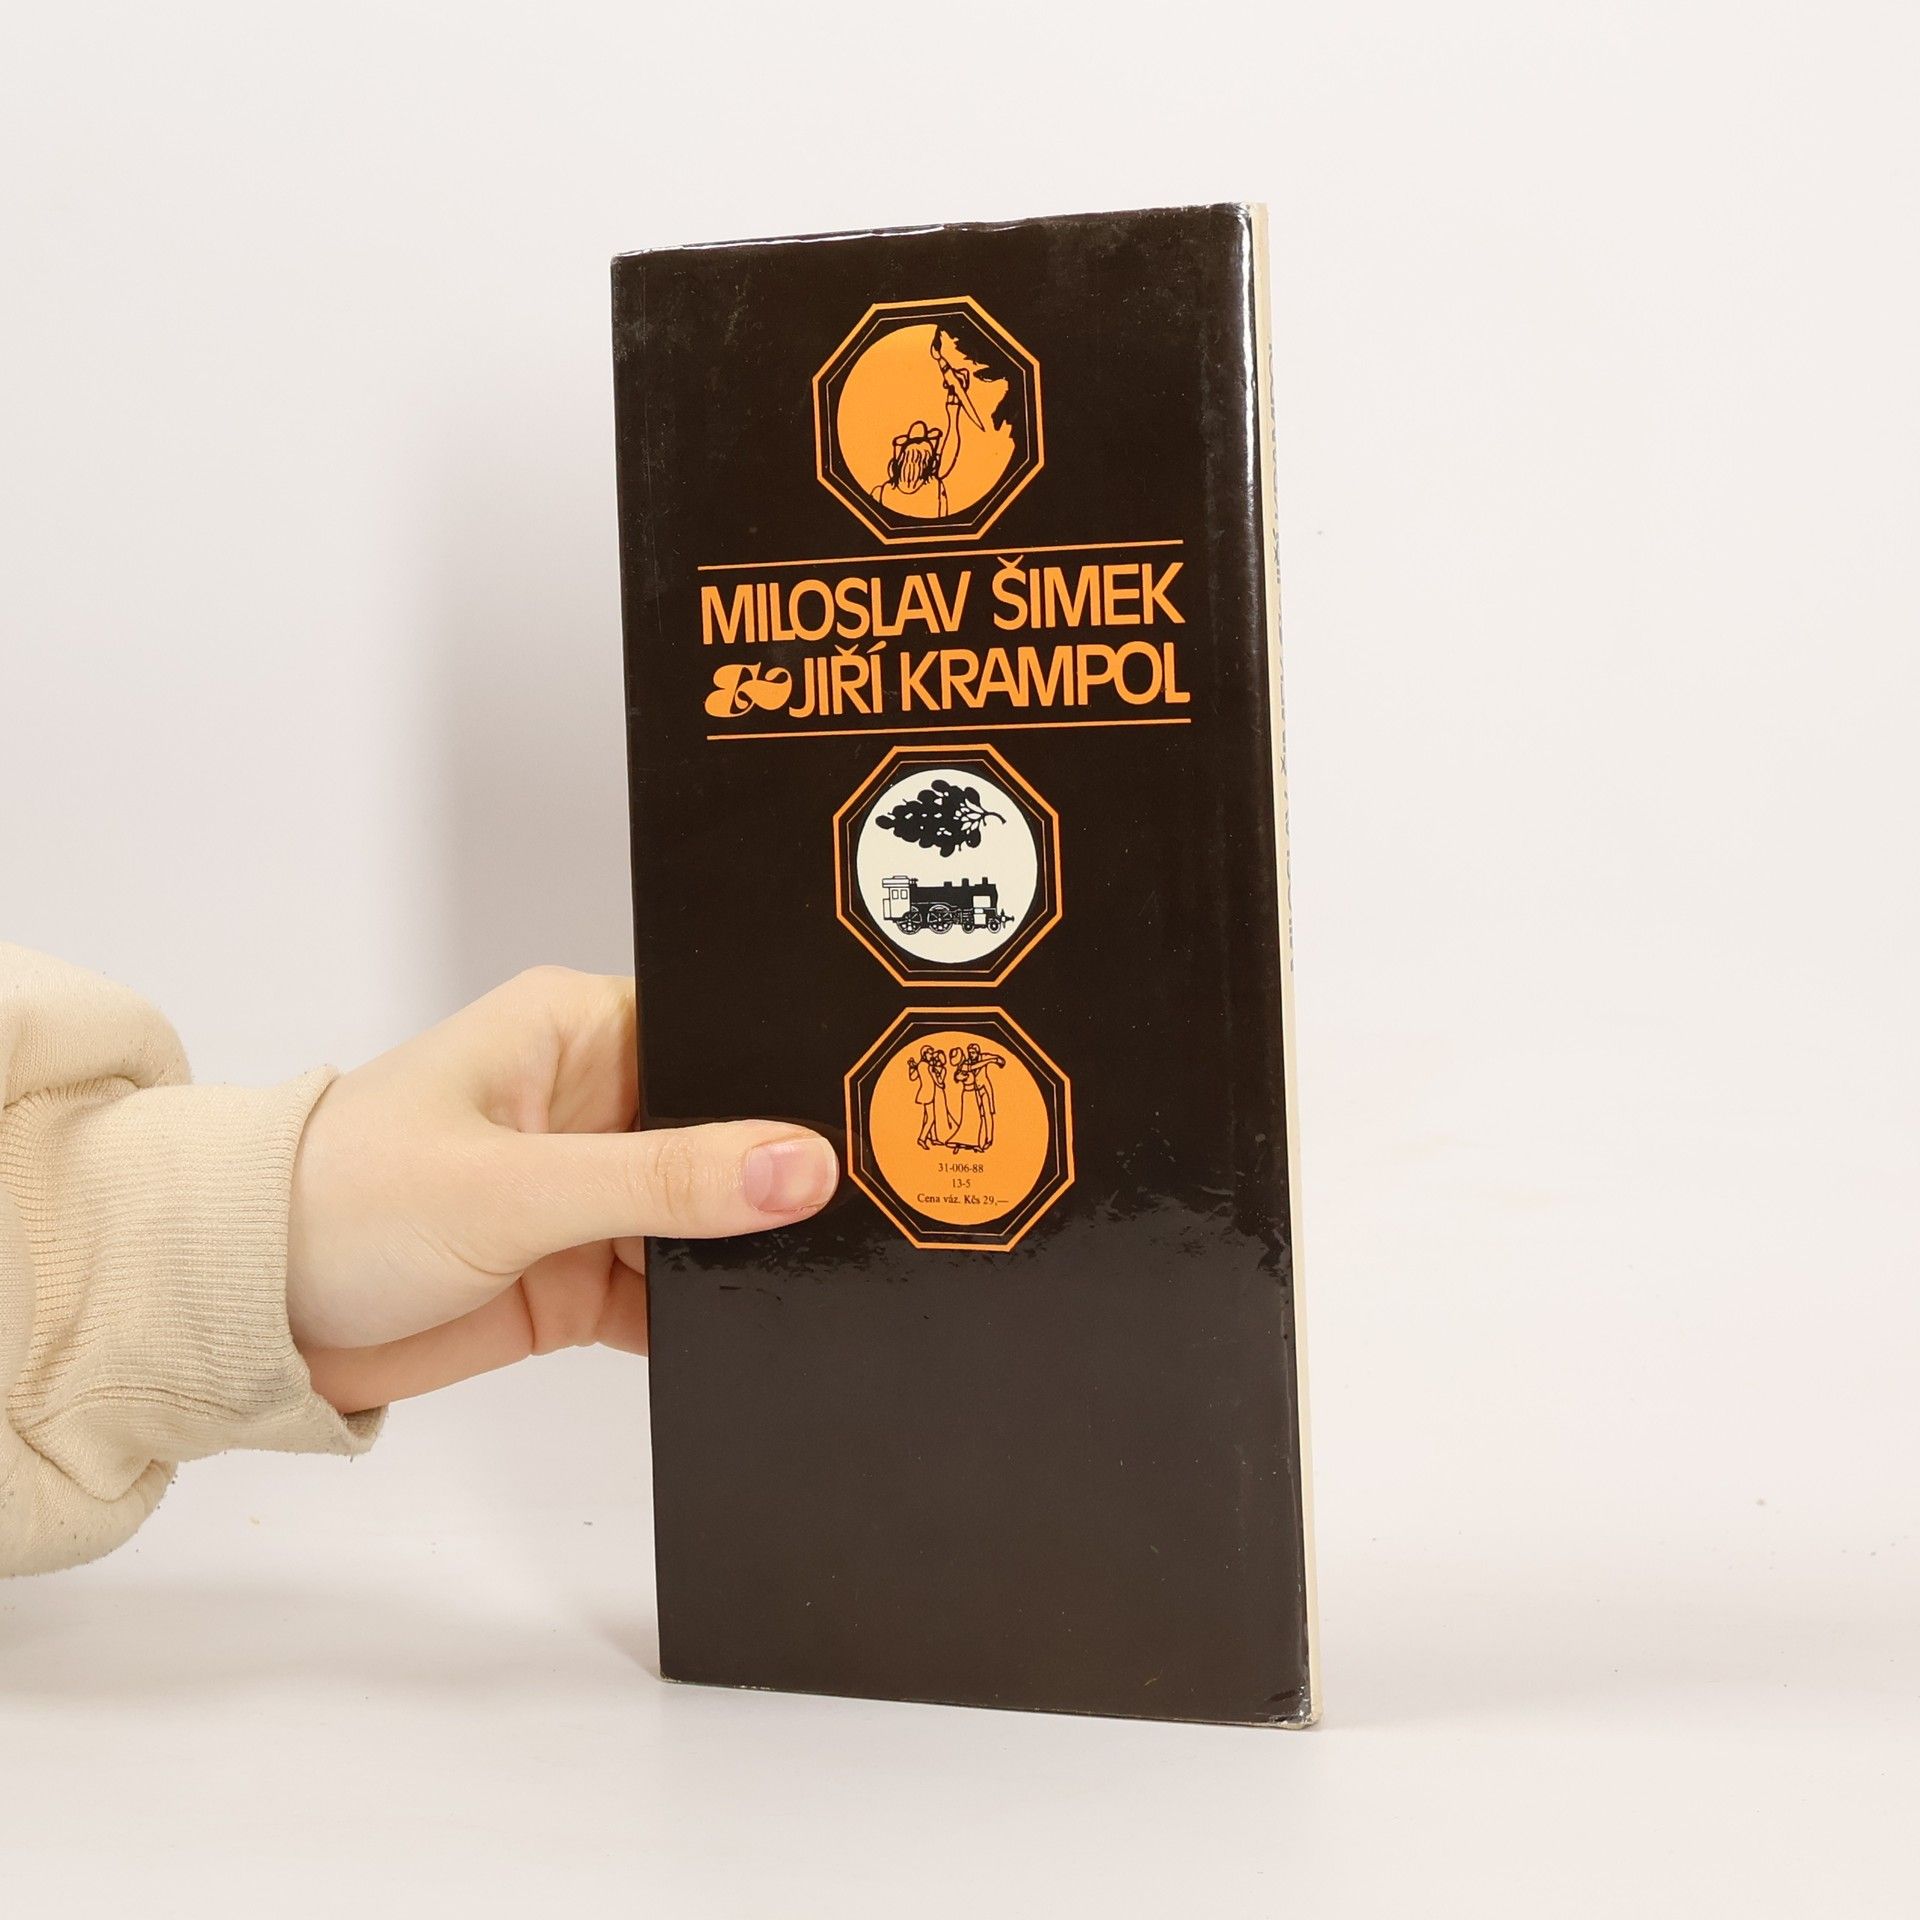 MILOSLAV ŠIMEK
& JIŘÍ KRAMPOL
31-006-88
13-5
Cena váz. Kčs 29,—